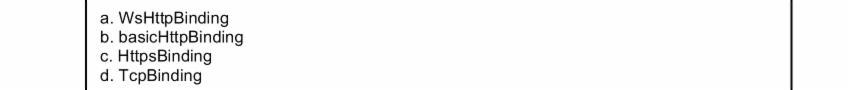 a. WsHttpBinding
b. basicHttpBinding
c. HttpsBinding
d. TcpBinding